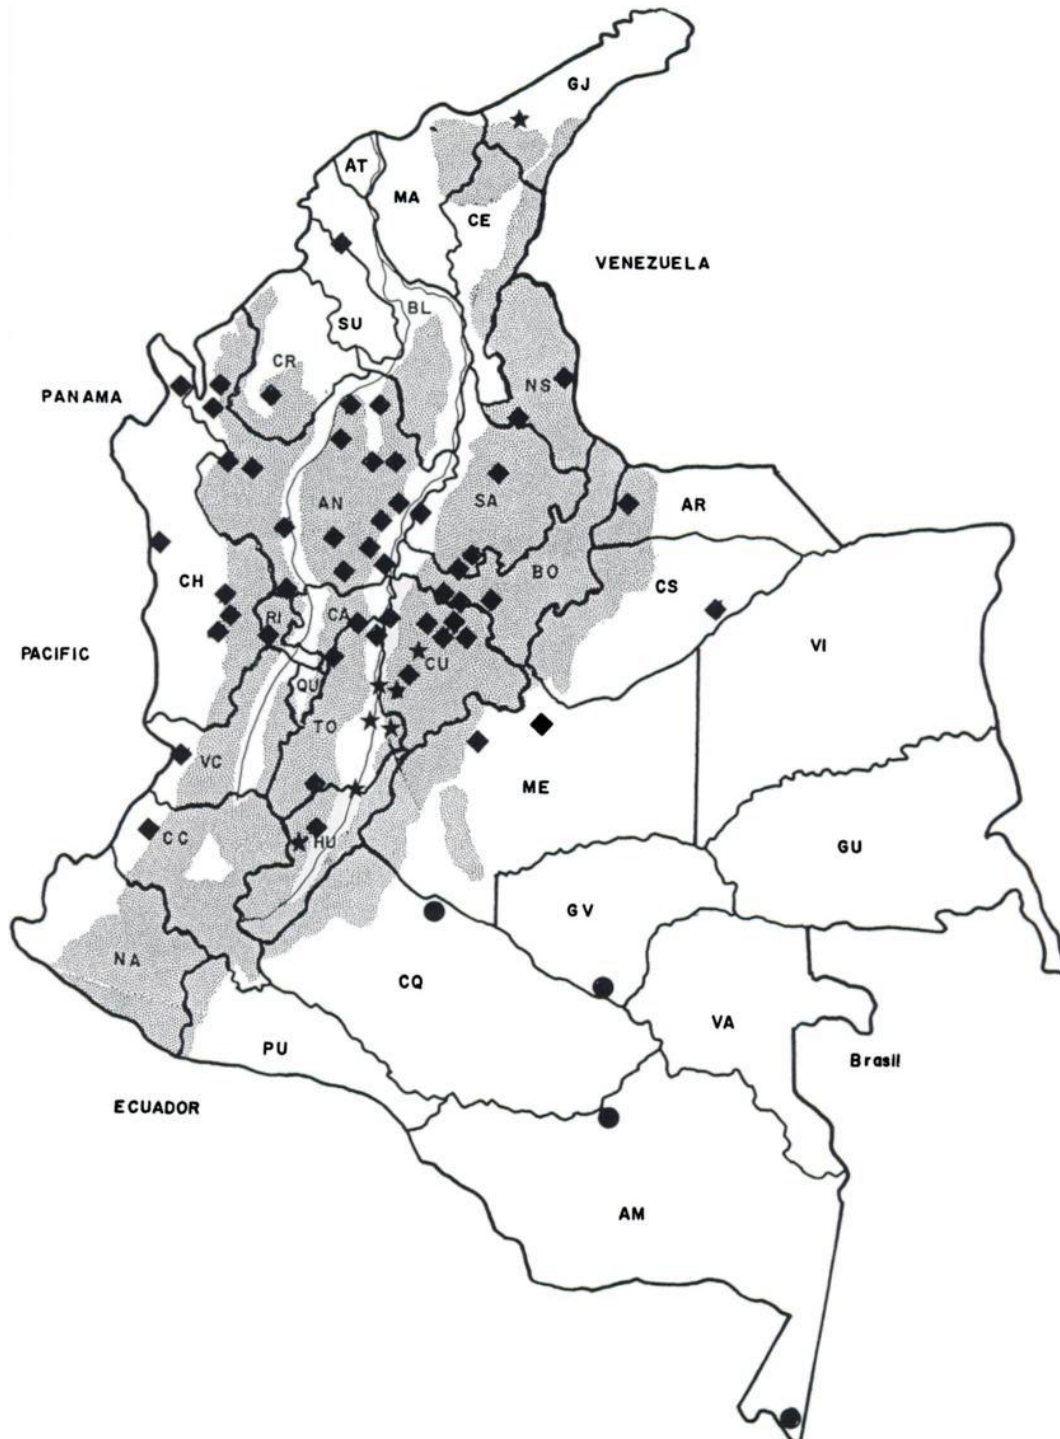 GJ
AT
MA
CE
VENEZUELA
BL
SU
CR
NS
PANAMA
AN
SA
AR
CH
BO
CS
RI
CA
VI
PACIFIC
CU
QU
TO
VC
ME
CC
HU
GU
GV
NA
CQ
VA
PU
Brasil
ECUADOR
AM